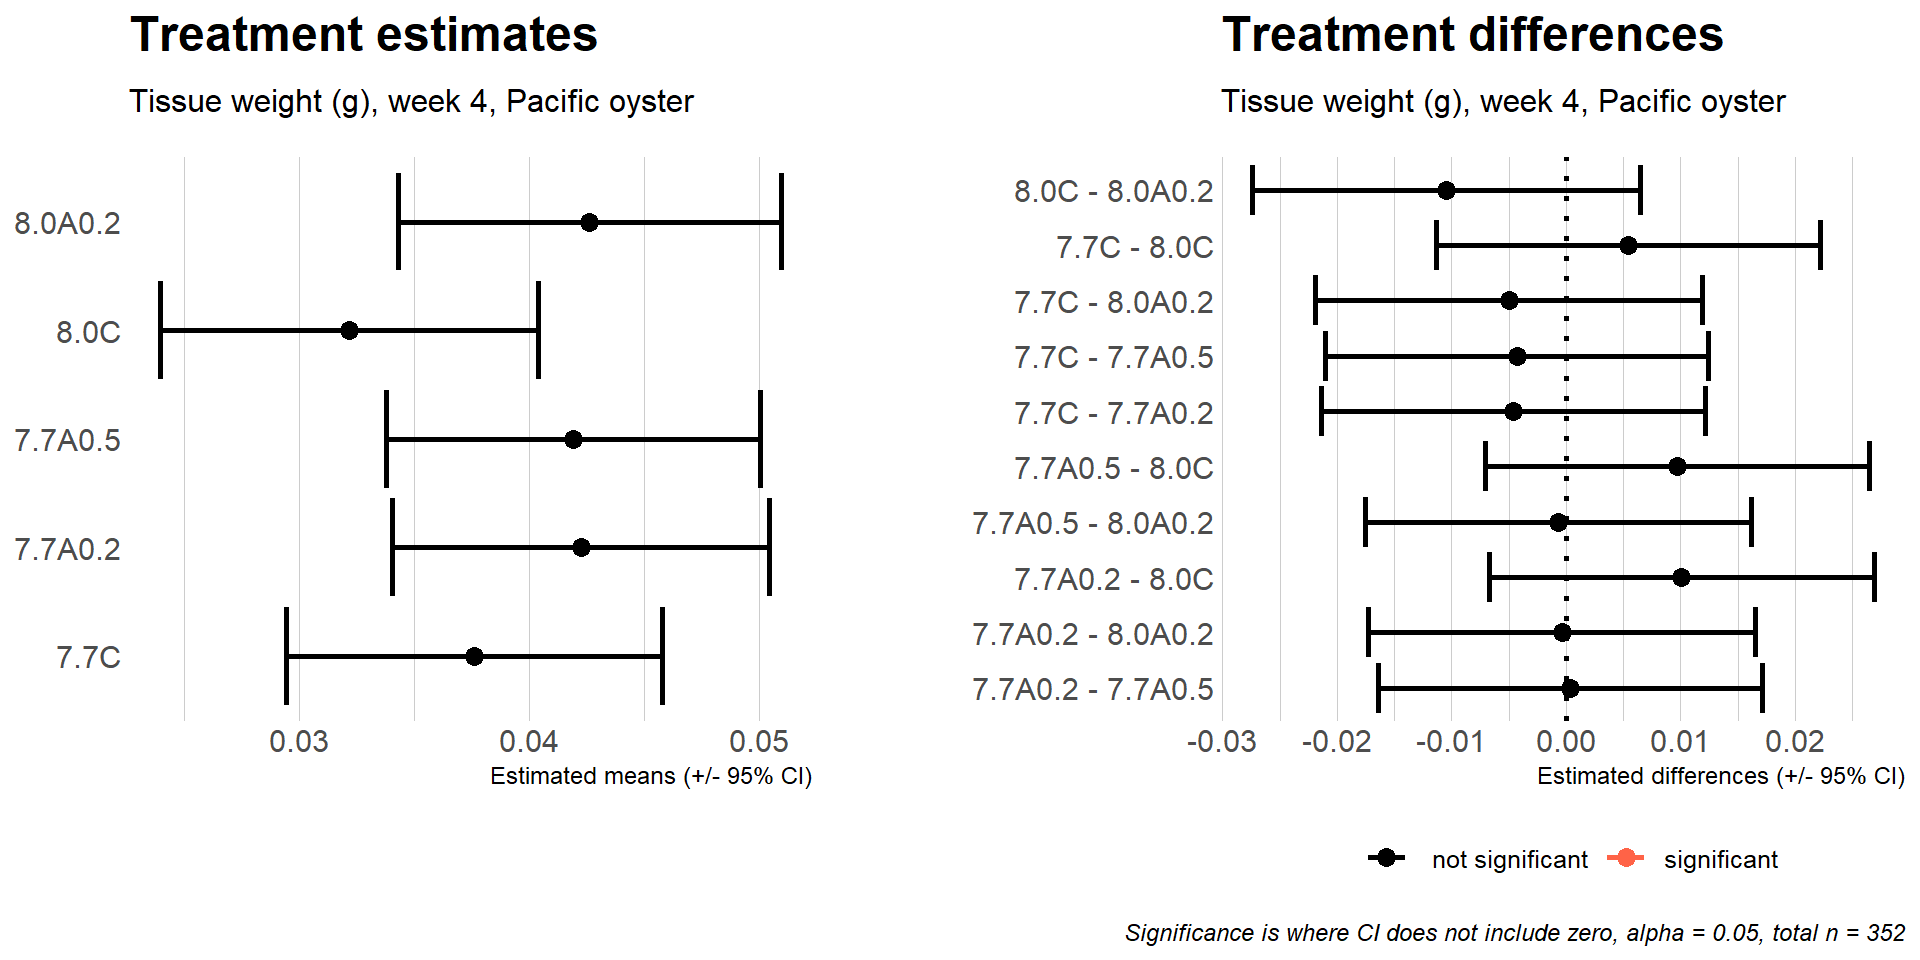 Treatment estimates
Tissue weight (g), week 4, Pacific oyster
8.0A0.2
8.0C
7.7A0.5
7.7A0.2
7.7C
0.03 0.04 0.05
Estimated means (+/- 95% CI)
Treatment differences
Tissue weight (g), week 4, Pacific oyster
8.0C - 8.0A0.2
7.7C - 8.0C
7.7C - 8.0A0.2
7.7C - 7.7A0.5
7.7C - 7.7A0.2
7.7A0.5 - 8.0C
7.7A0.5 - 8.0A0.2
7.7A0.2 - 8.0C
7.7A0.2 - 8.0A0.2
7.7A0.2 - 7.7A0.5
-0.03 -0.02 -0.01 0.00 0.01 0.02
Estimated differences (+/- 95% CI)
not significant significant
Significance is where CI does not include zero, alpha = 0.05, total n = 352